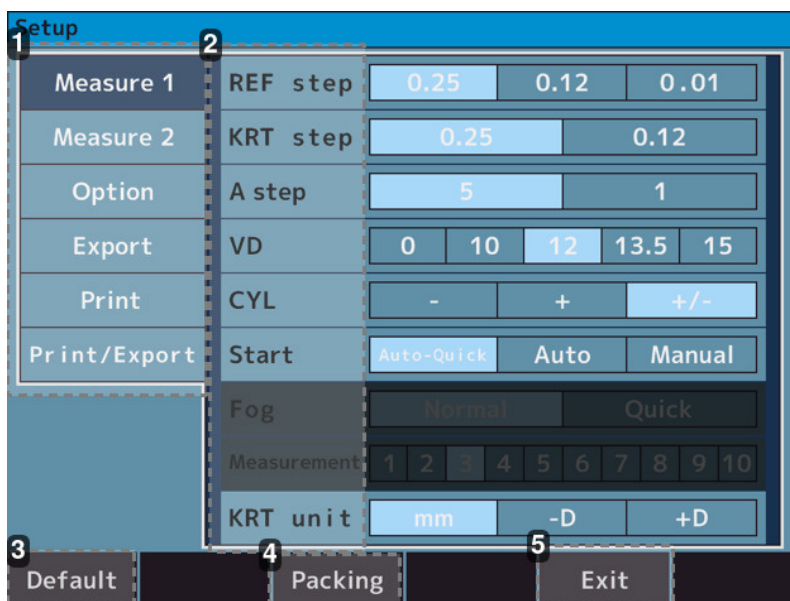 Setup
1
2
Measure 1
REF step 0.25 0.12 0.01
Measure 2
KRT step 0.25 0.12
Option
A step 5 1
Export
VD 0 10 12 13.5 15
Print
CYL - + +/-
Print/Export
Start Auto-Quick Auto Manual
Fog Normal Quick
Measurement 1 2 3 4 5 6 7 8 9 10
KRT unit mm -D +D
3
4
5
Default Packing Exit